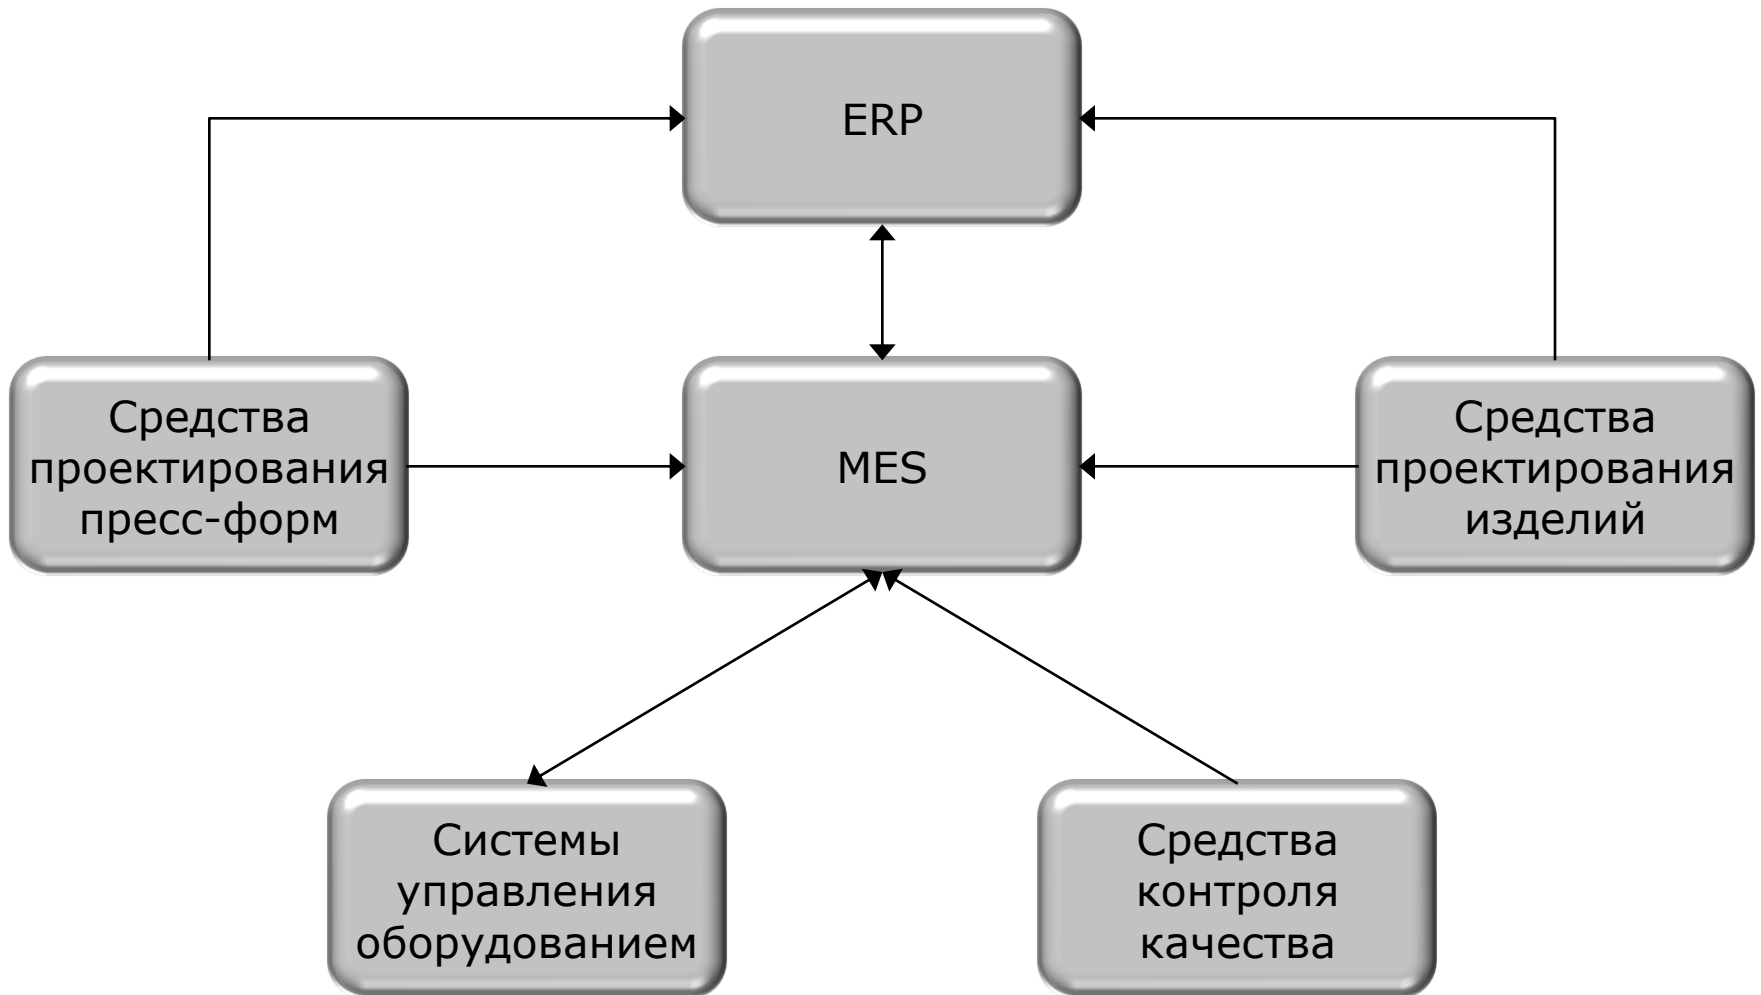 ERP
Средства
проектирования
пресс-форм
MES
Средства
проектирования
изделий
Системы
управления
оборудованием
Средства
контроля
качества